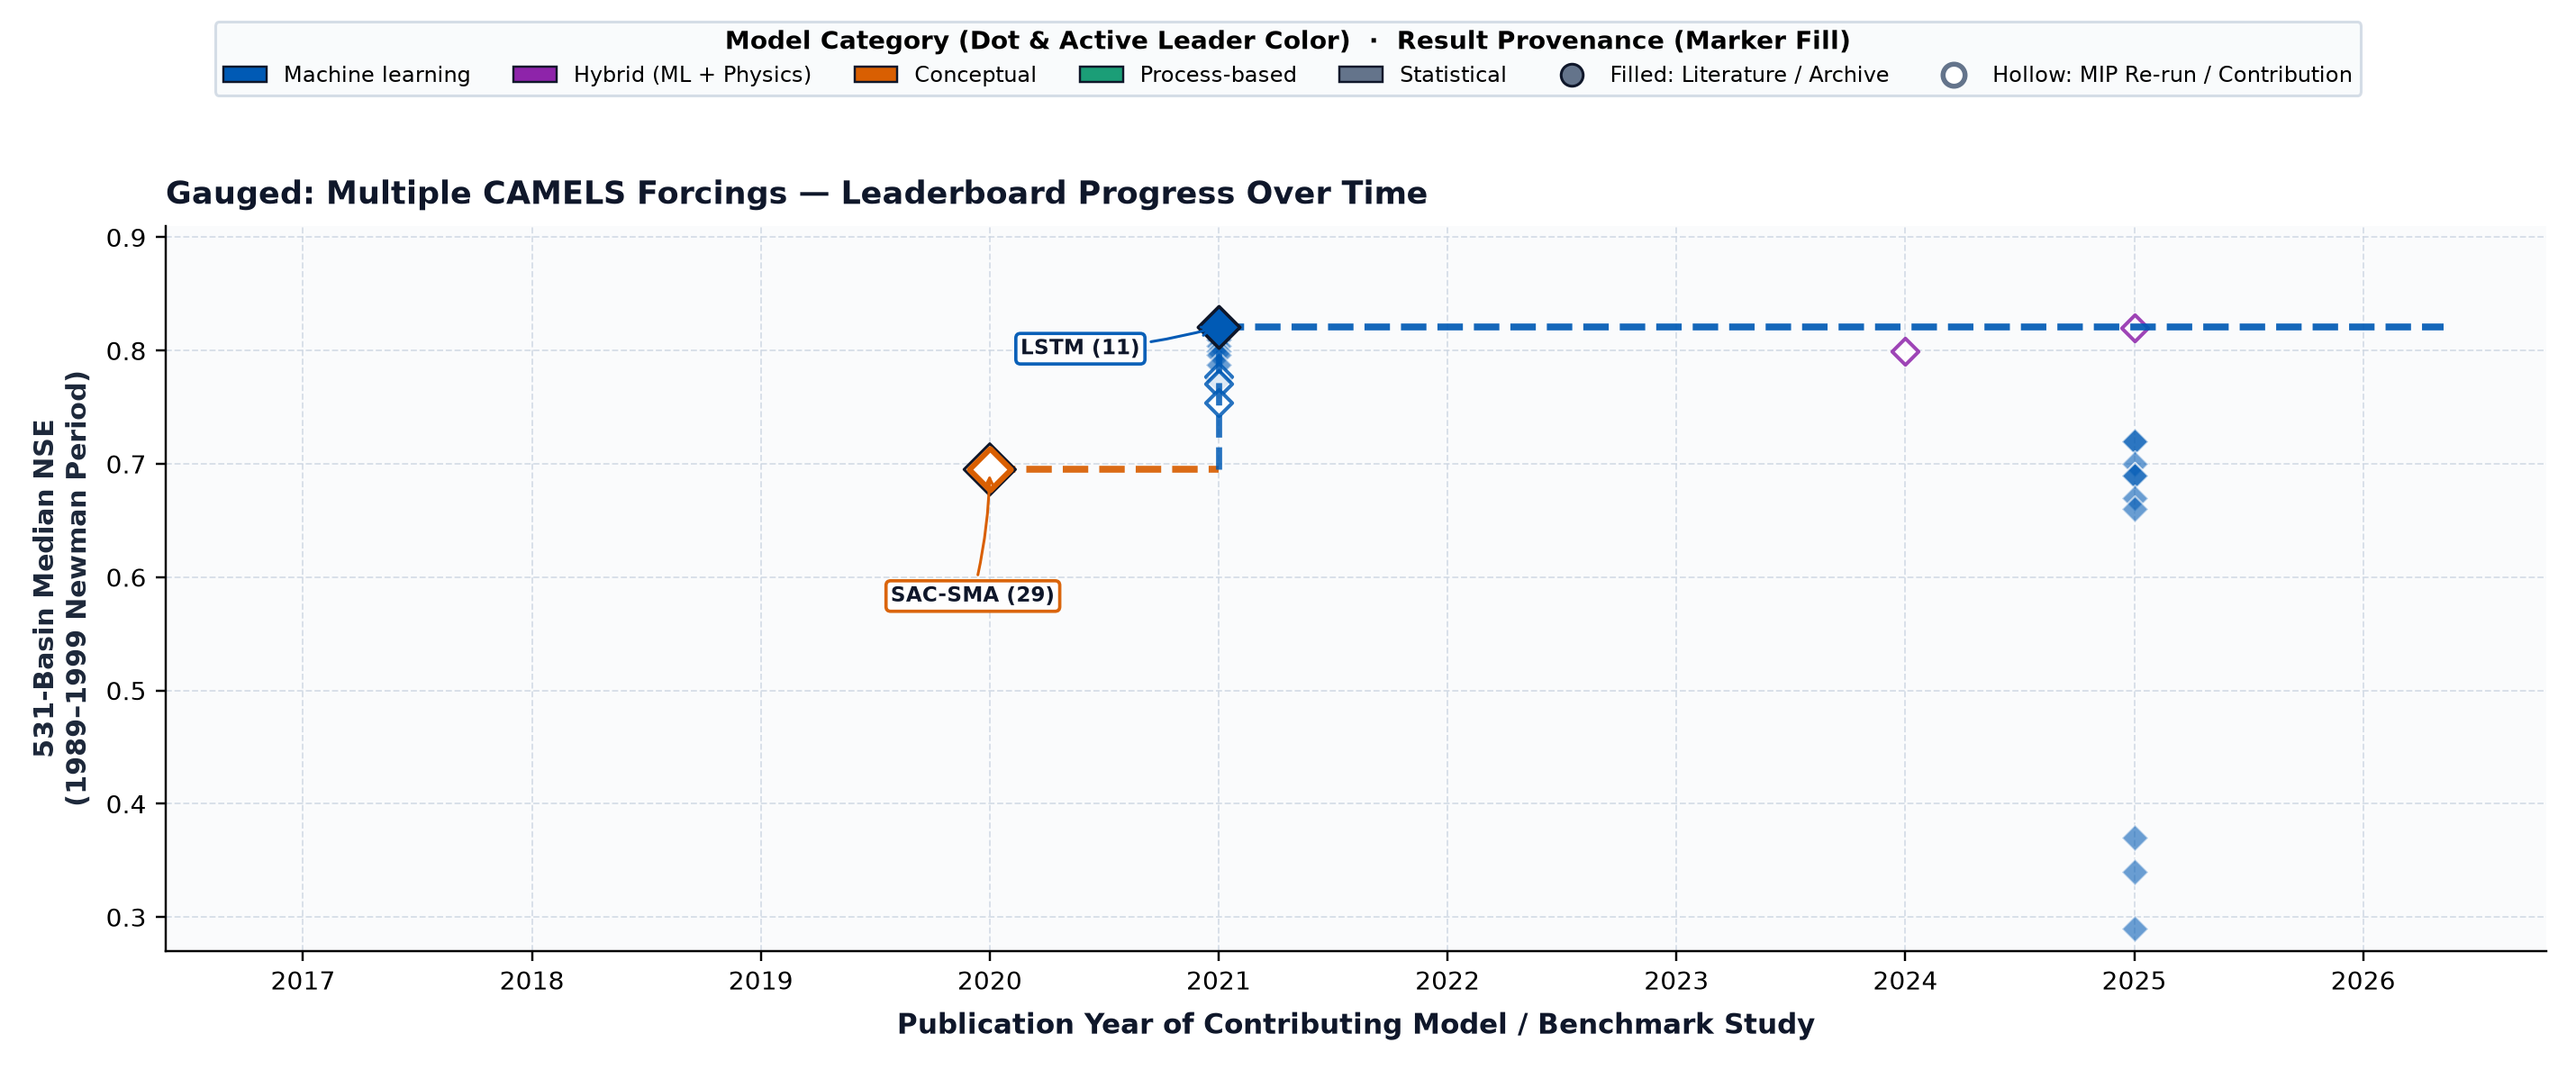 Model Category (Dot & Active Leader Color) · Result Provenance (Marker Fill)
Machine learning Hybrid (ML + Physics) Conceptual Process-based Statistical Filled: Literature / Archive Hollow: MIP Re-run / Contribution
Gauged: Multiple CAMELS Forcings — Leaderboard Progress Over Time
531-Basin Median NSE
(1989–1999 Newman Period)
0.9
0.8
0.7
0.6
0.5
0.4
0.3
LSTM (11)
SAC-SMA (29)
2017 2018 2019 2020 2021 2022 2023 2024 2025 2026
Publication Year of Contributing Model / Benchmark Study